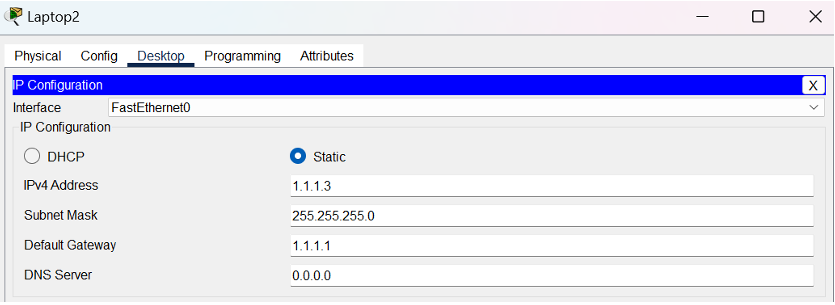 Laptop2
Physical Config Desktop Programming Attributes
IP Configuration X
Interface FastEthernet0
IP Configuration
DHCP Static
IPv4 Address 1.1.1.3
Subnet Mask 255.255.255.0
Default Gateway 1.1.1.1
DNS Server 0.0.0.0